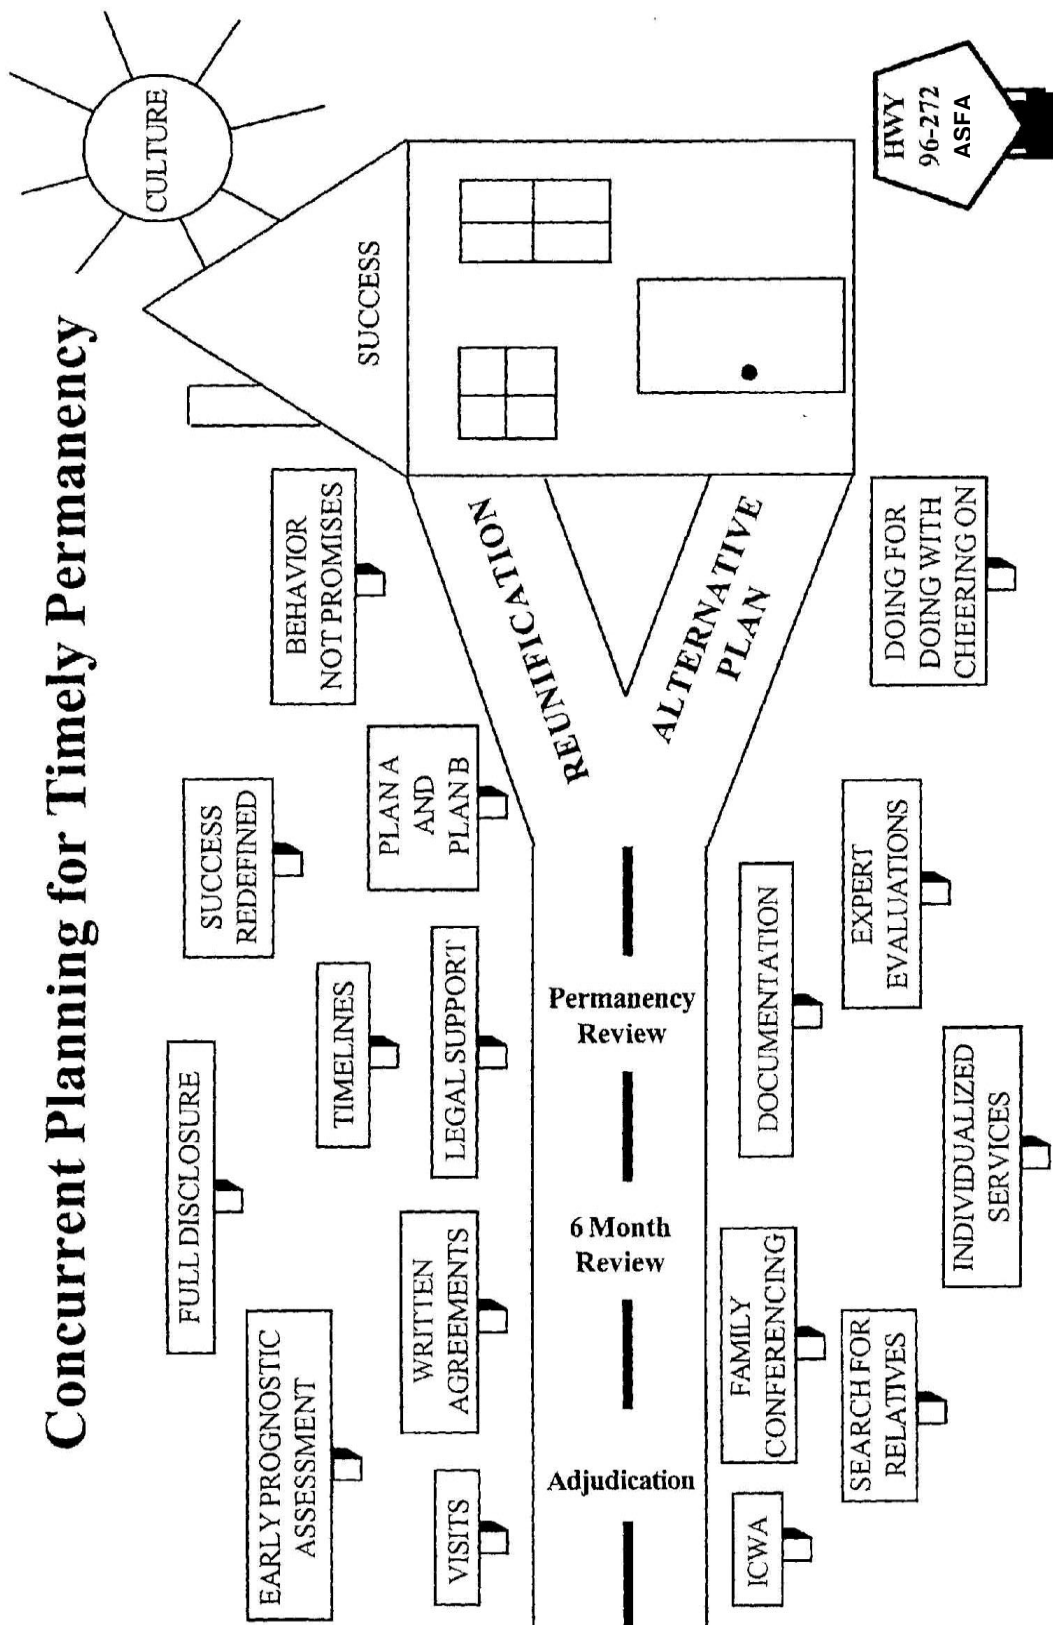 Concurrent Planning for Timely Permanency
CULTURE
SUCCESS
HWY
96-272
ASFA
EARLY PROGNOSTIC
ASSESSMENT
FULL DISCLOSURE
SUCCESS
REDEFINED
BEHAVIOR
NOT PROMISES
TIMELINES
VISITS
WRITTEN
AGREEMENTS
LEGAL SUPPORT
PLAN A
AND
PLAN B
REUNIFICATION
ALTERNATIVE
PLAN
Adjudication
6 Month
Review
Permanency
Review
ICWA
FAMILY
CONFERENCING
DOCUMENTATION
SEARCH FOR
RELATIVES
EXPERT
EVALUATIONS
INDIVIDUALIZED
SERVICES
DOING FOR
DOING WITH
CHEERING ON